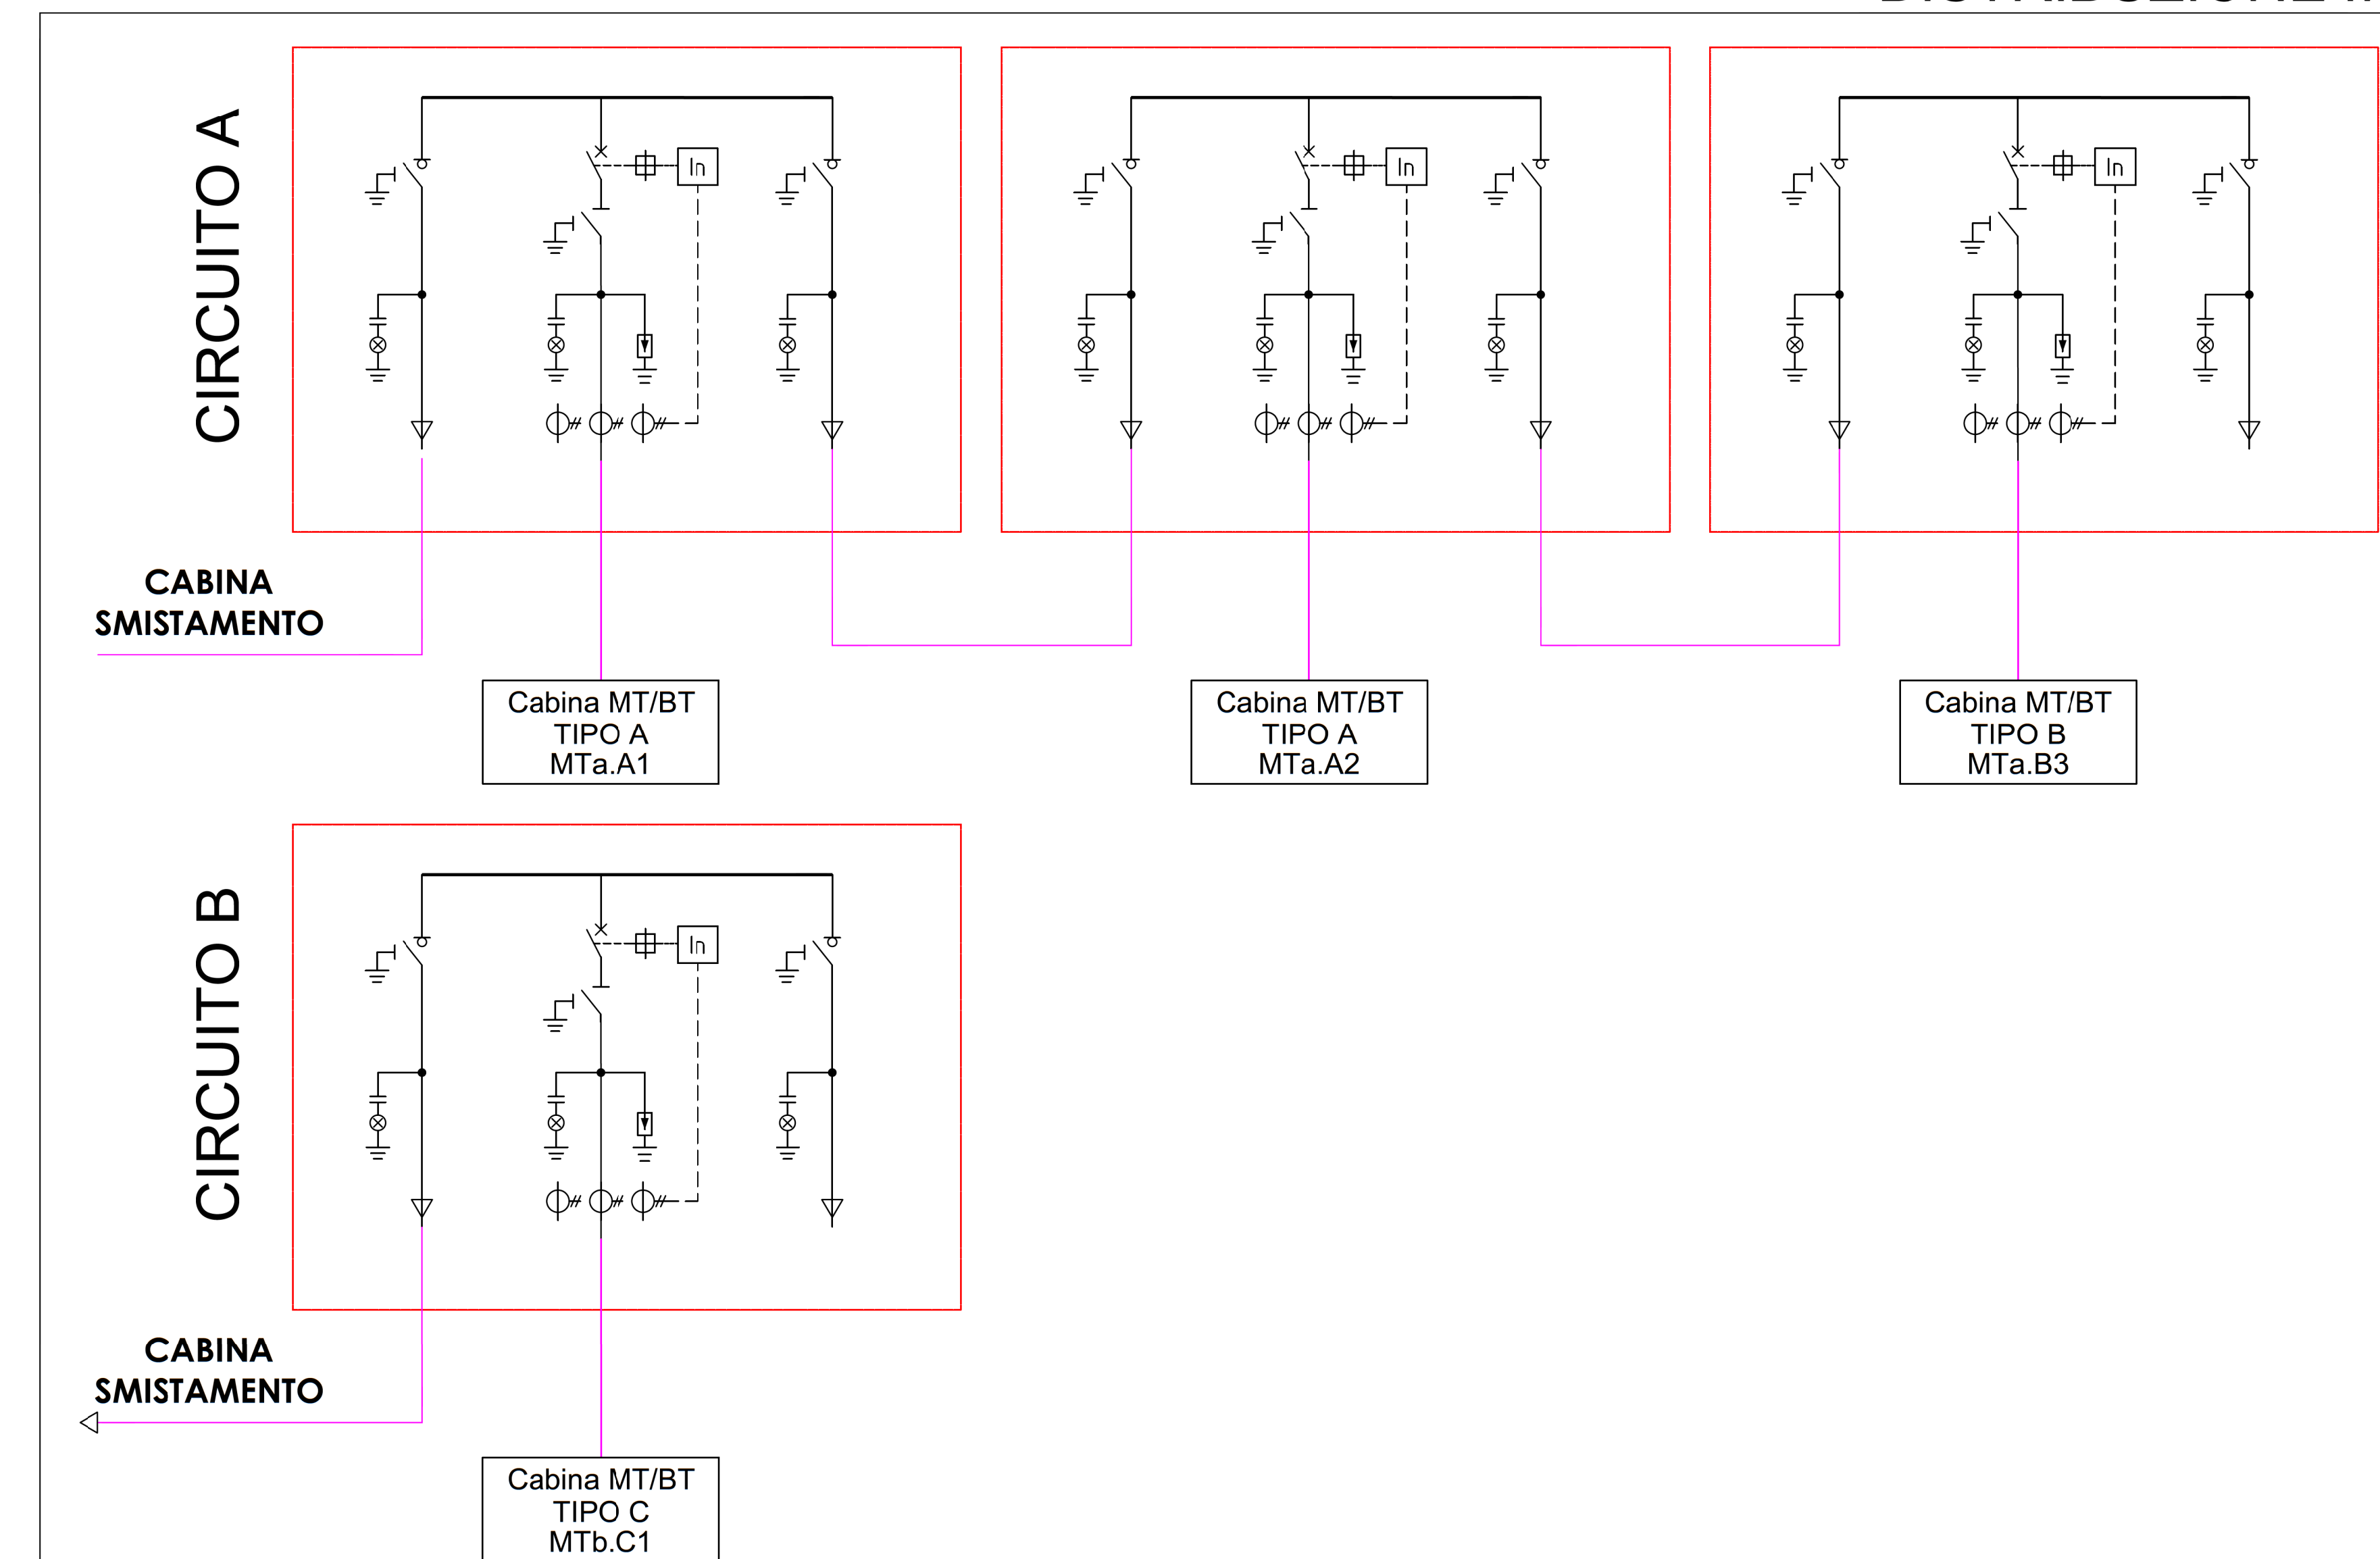 CIRCUITO A
In
In
In
CABINA
SMISTAMENTO
Cabina MT/BT
TIPO A
MTa.A1
Cabina MT/BT
TIPO A
MTa.A2
Cabina MT/BT
TIPO B
MTa.B3
CIRCUITO B
In
CABINA
SMISTAMENTO
Cabina MT/BT
TIPO C
MTb.C1